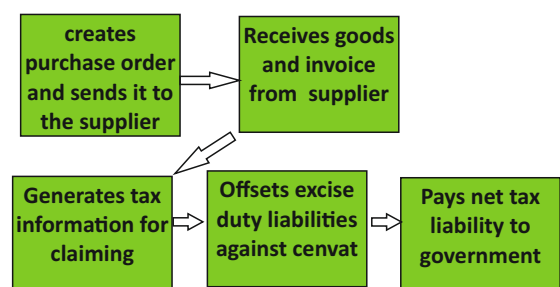 creates
purchase order
and sends it to
the supplier
Receives goods
and invoice
from supplier
Generates tax
information for
claiming
Offsets excise
duty liabilities
against cenvat
Pays net tax
liability to
government